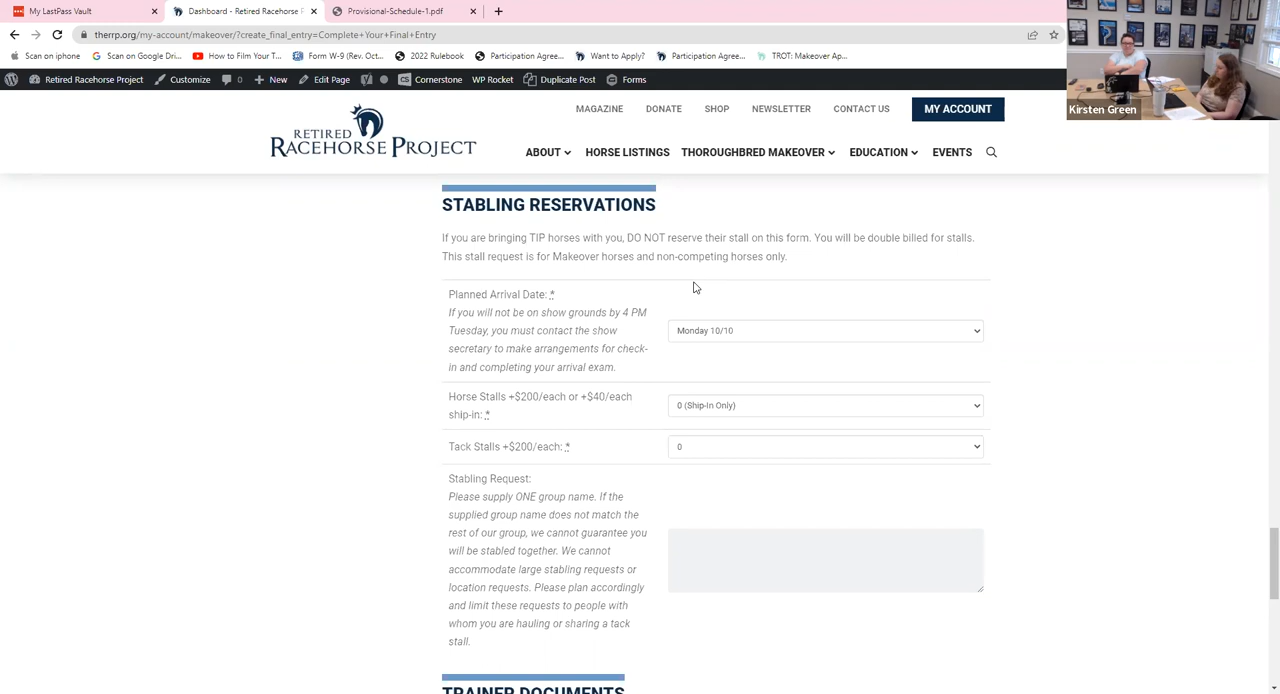 My LastPass Vault
Dashboard - Retired Racehorse P
Provisional-Schedule-1.pdf
therrp.org/my-account/makeover/?create_final_entry=Complete+Your+Final+Entry
Scan on iphone
Scan on Google Dri...
How to Film Your T...
Form W-9 (Rev. Oct...
2022 Rulebook
Participation Agree...
Want to Apply?
Participation Agree...
TROT: Makeover Ap...
Retired Racehorse Project
Customize
0
New
Edit Page
Cornerstone
WP Rocket
Duplicate Post
Forms
Kirsten Green
RETIRED
RACEHORSE PROJECT
MAGAZINE
DONATE
SHOP
NEWSLETTER
CONTACT US
MY ACCOUNT
ABOUT
HORSE LISTINGS
THOROUGHBRED MAKEOVER
EDUCATION
EVENTS
STABLING RESERVATIONS
If you are bringing TIP horses with you, DO NOT reserve their stall on this form. You will be double billed for stalls.
This stall request is for Makeover horses and non-competing horses only.
Planned Arrival Date: *
If you will not be on show grounds by 4 PM
Tuesday, you must contact the show
secretary to make arrangements for check-
in and completing your arrival exam.
Monday 10/10
Horse Stalls +$200/each or +$40/each
ship-in: *
0 (Ship-In Only)
Tack Stalls +$200/each: *
0
Stabling Request:
Please supply ONE group name. If the
supplied group name does not match the
rest of our group, we cannot guarantee you
will be stabled together. We cannot
accommodate large stabling requests or
location requests. Please plan accordingly
and limit these requests to people with
whom you are hauling or sharing a tack
stall.
TRAINER DOCUMENTS